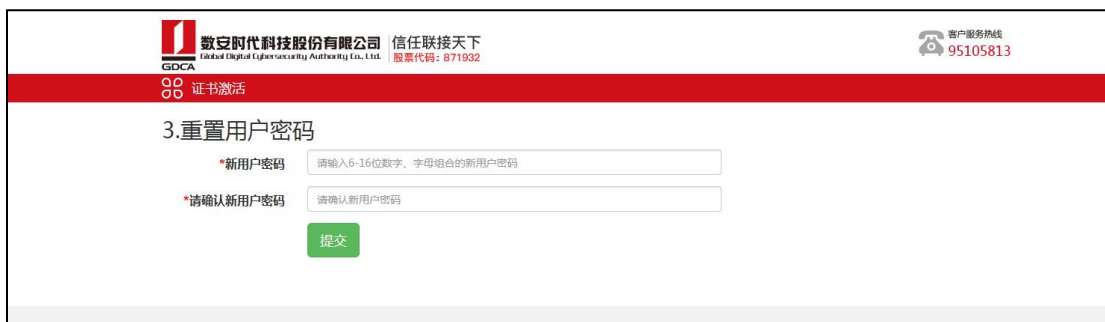 数安时代科技股份有限公司
Global Digital Cybersecurity Authority Co., Ltd.
GDCA
信任联接天下
股票代码：871932
客户服务热线
95105813
证书激活
3.重置用户密码
*新用户密码 请输入6-16位数字、字母组合的新用户密码
*请确认新用户密码 请确认新用户密码
提交